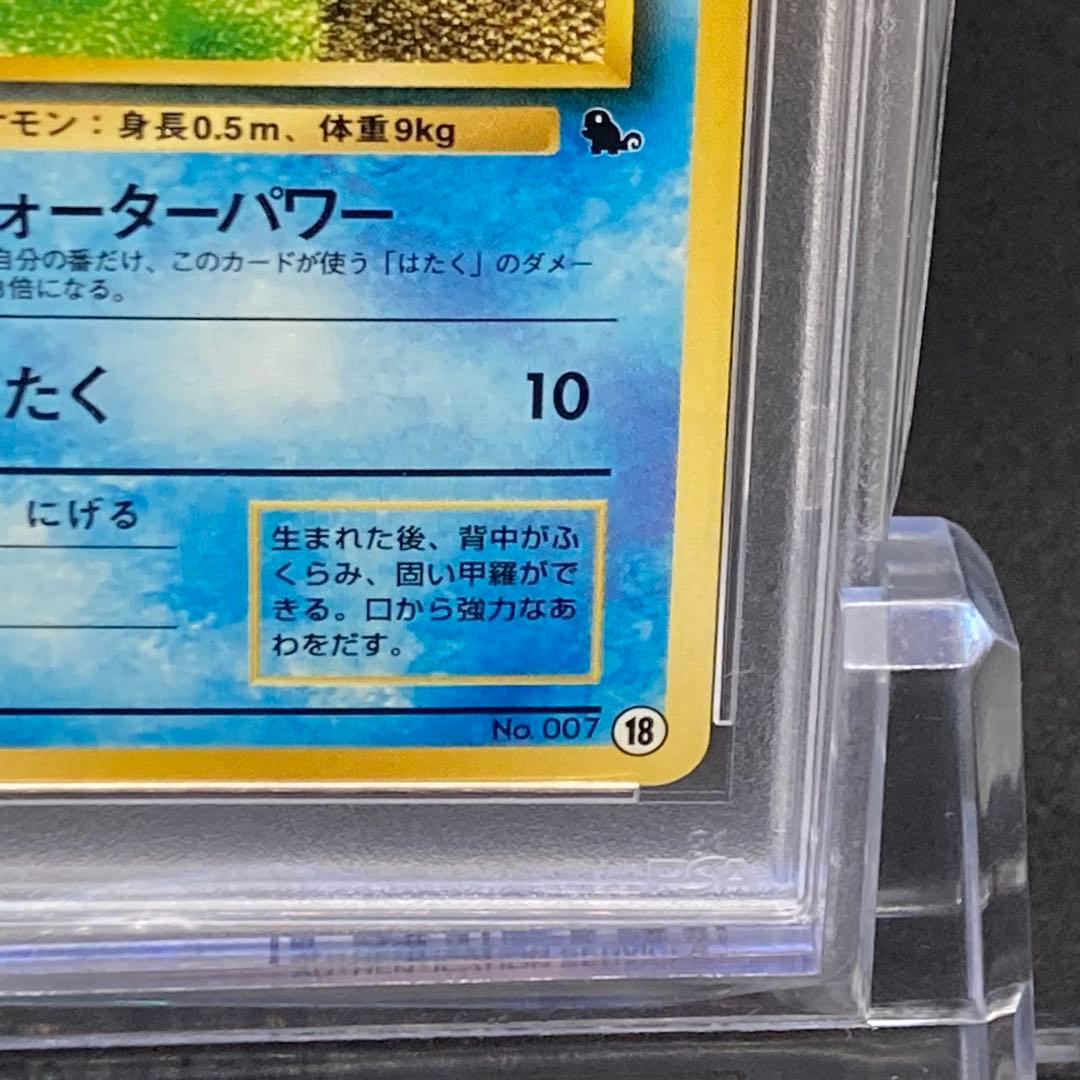 モン：身長0.5m、体重9kg
ォーターパワー
自分の番だけ、このカードが使う「はたく」のダメー
倍になる。
たく 10
にげる
生まれた後、背中がふ
くらみ、固い甲羅がで
きる。口から強力なあ
わをだす。
No. 007 18
PSA